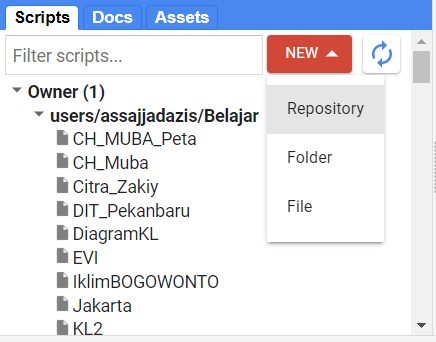 Scripts Docs Assets
Filter scripts... NEW
Owner (1)
users/assajjadazis/Belajar
CH_MUBA_Peta
CH_Muba
Citra_Zakiy
DIT_Pekanbaru
DiagramKL
EVI
IklimBOGOWONTO
Jakarta
KL2
Repository
Folder
File